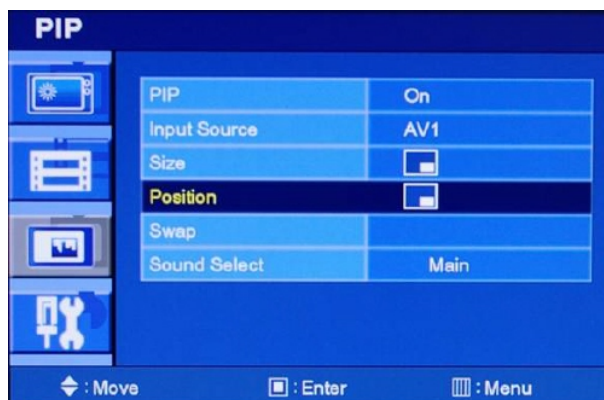 PIP
PIP On
Input Source AV1
Size
Position
Swap
Sound Select Main
: Move : Enter : Menu